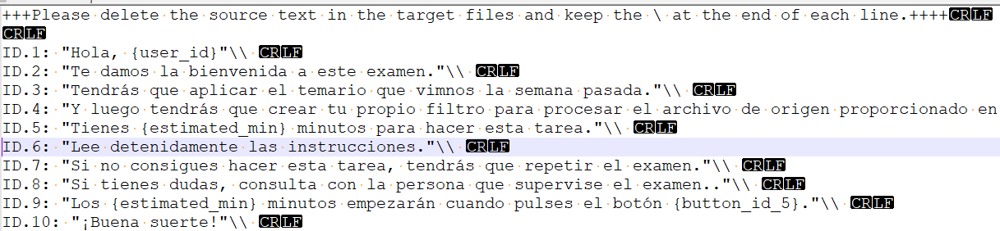 +++Please delete the source text in the target files and keep the \ at the end of each line.++++CRLF
CRLF
ID.1: "Hola, {user_id}"\\ CRLF
ID.2: "Te damos la bienvenida a este examen."\\ CRLF
ID.3: "Tendrás que aplicar el temario que vimnos la semana pasada."\\ CRLF
ID.4: "Y luego tendrás que crear tu propio filtro para procesar el archivo de origen proporcionado en
ID.5: "Tienes {estimated_min} minutos para hacer esta tarea."\\ CRLF
ID.6: "Lee detenidamente las instrucciones."\\ CRLF
ID.7: "Si no consigues hacer esta tarea, tendrás que repetir el examen."\\ CRLF
ID.8: "Si tienes dudas, consulta con la persona que supervise el examen.."\\ CRLF
ID.9: "Los {estimated_min} minutos empezarán cuando pulses el botón {button_id_5}."\\ CRLF
ID.10: "¡Buena suerte!"\\ CRLF